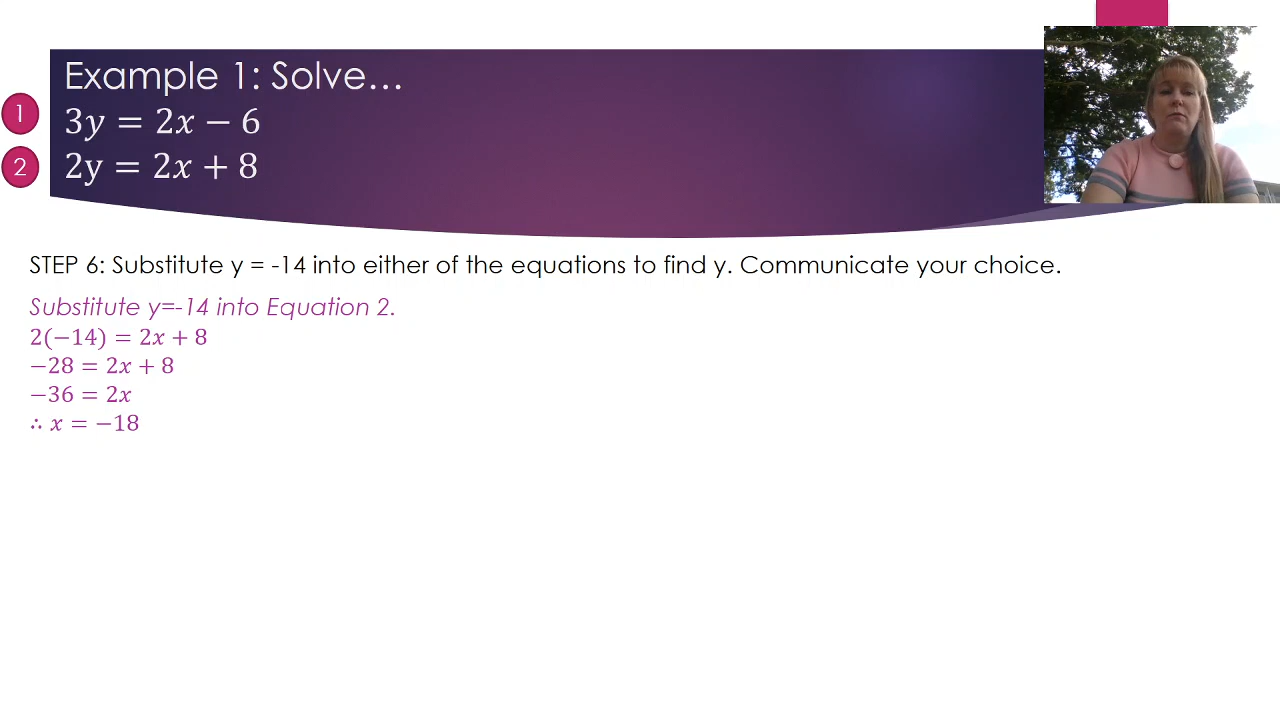 Example 1: Solve…
1 3𝑦 = 2𝑥 − 6
2 2y = 2𝑥 + 8
STEP 6: Substitute y = -14 into either of the equations to find y. Communicate your choice.
Substitute y=-14 into Equation 2.
2(−14) = 2𝑥 + 8
−28 = 2𝑥 + 8
−36 = 2𝑥
∴ 𝑥 = −18